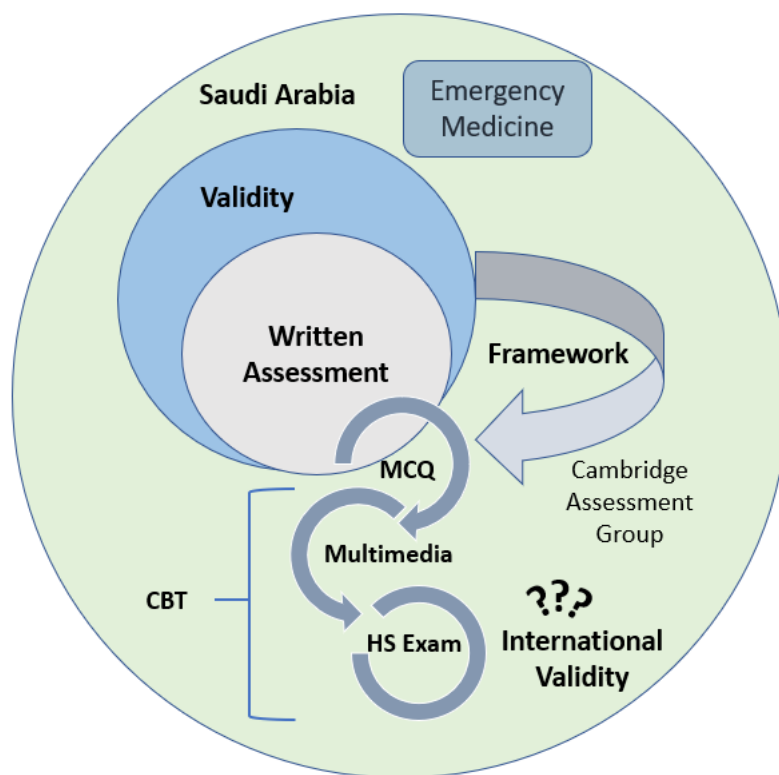 Saudi Arabia
Emergency
Medicine
Validity
Written
Assessment
Framework
MCQ
Cambridge
Assessment
Group
Multimedia
CBT
HS Exam
???
International
Validity